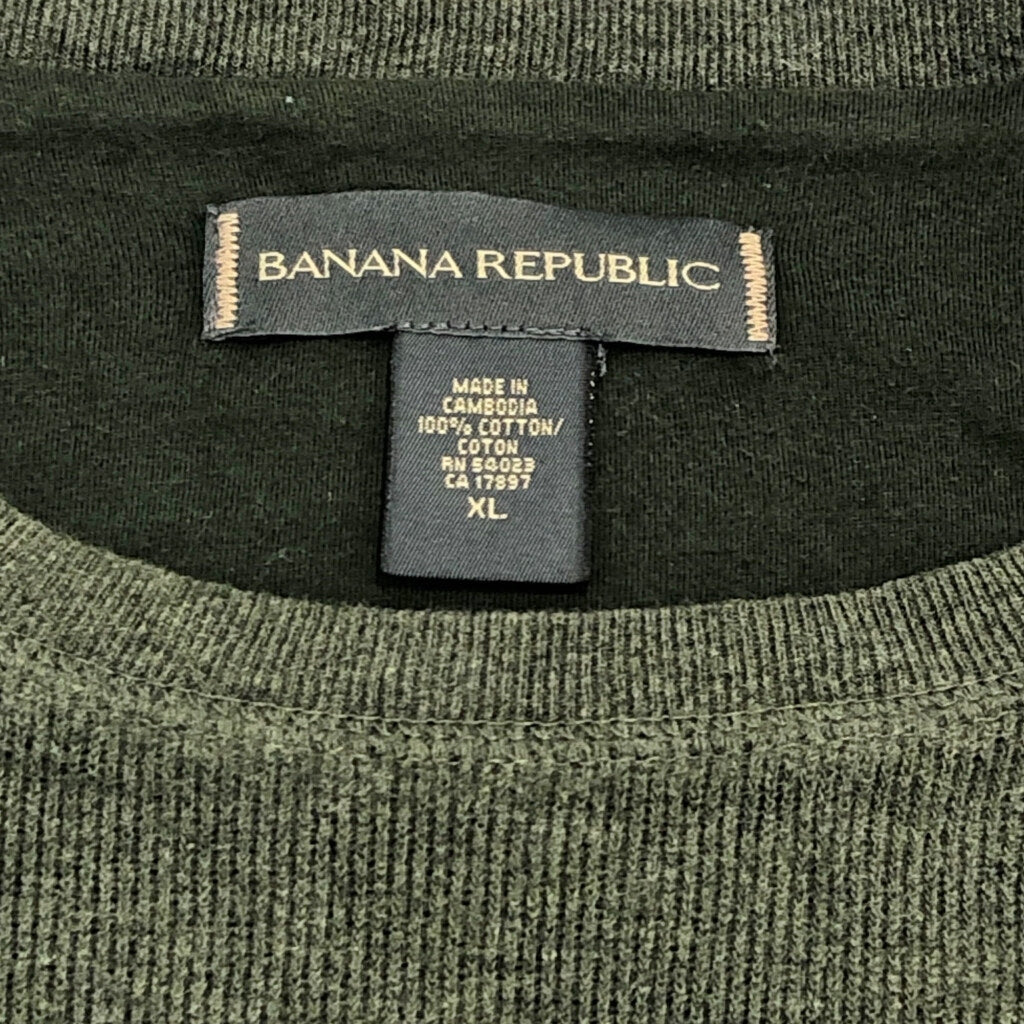 BANANA REPUBLIC
MADE IN
CAMBODIA
100% COTTON/
COTON
RN 54023
CA 17897
XL